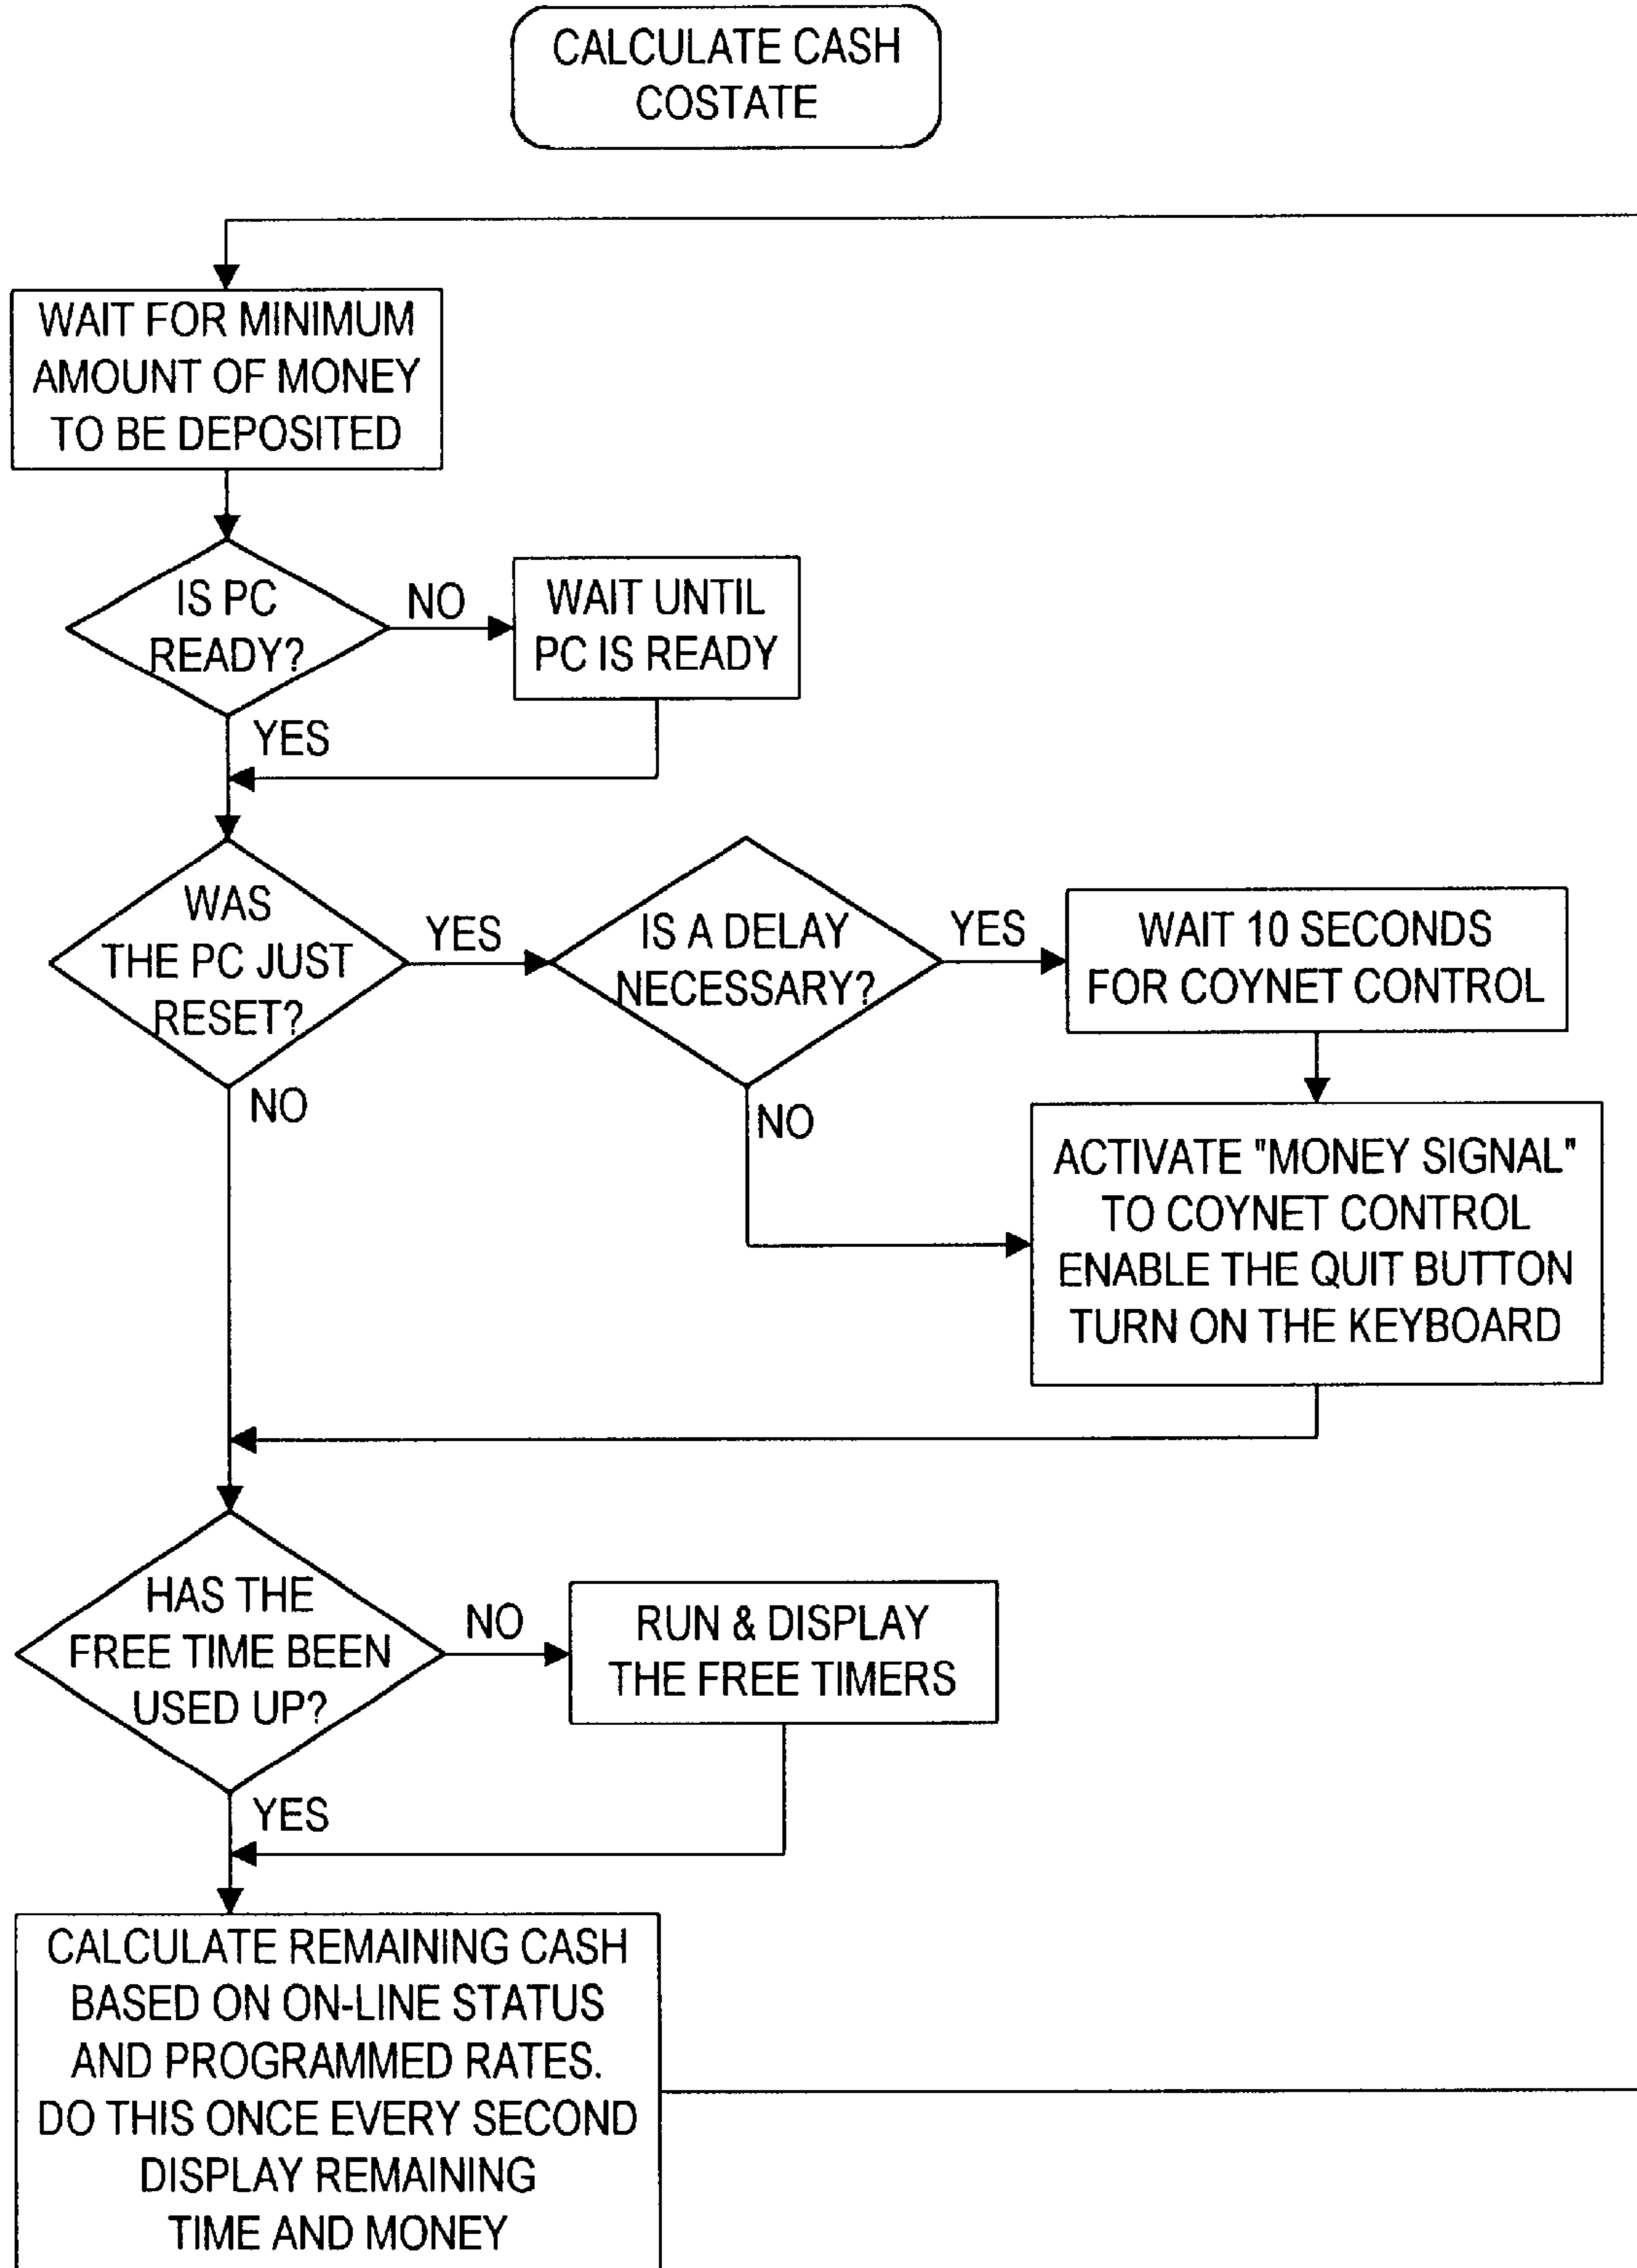 CALCULATE CASH
COSTATE
WAIT FOR MINIMUM
AMOUNT OF MONEY
TO BE DEPOSITED
IS PC
READY?
NO
WAIT UNTIL
PC IS READY
YES
WAS
THE PC JUST
RESET?
YES
IS A DELAY
NECESSARY?
YES
WAIT 10 SECONDS
FOR COYNET CONTROL
NO
NO
ACTIVATE "MONEY SIGNAL"
TO COYNET CONTROL
ENABLE THE QUIT BUTTON
TURN ON THE KEYBOARD
HAS THE
FREE TIME BEEN
USED UP?
NO
RUN & DISPLAY
THE FREE TIMERS
YES
CALCULATE REMAINING CASH
BASED ON ON-LINE STATUS
AND PROGRAMMED RATES.
DO THIS ONCE EVERY SECOND
DISPLAY REMAINING
TIME AND MONEY